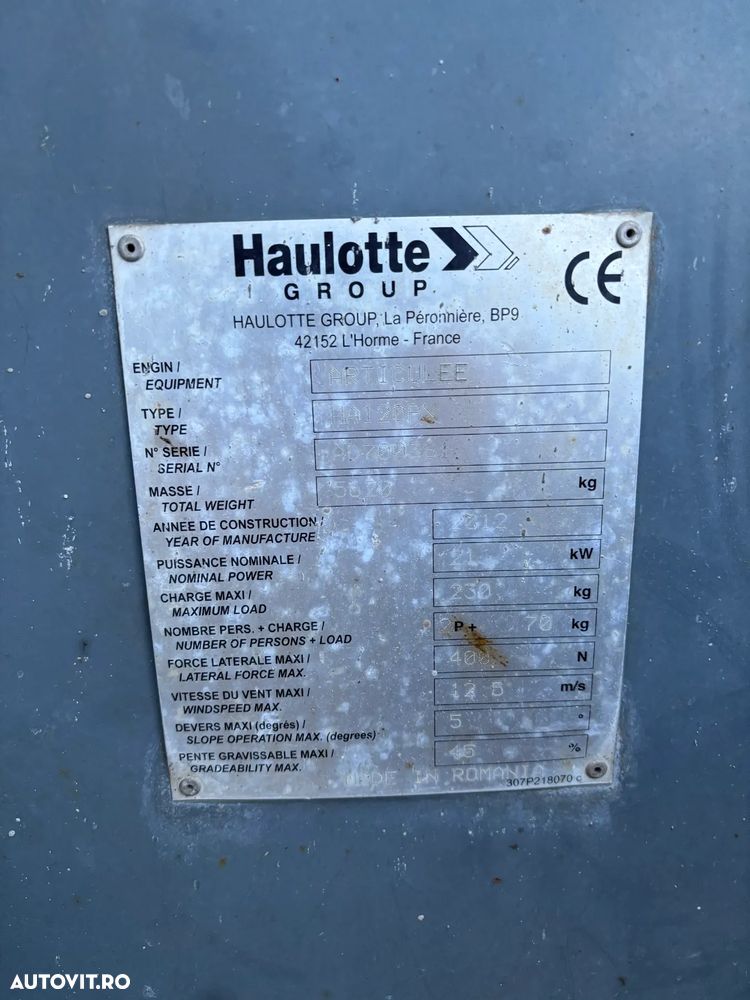 Haulotte
GROUP
CE
HAULOTTE GROUP, La Péronnière, BP9
42152 L'Horme - France
ENGIN /
EQUIPMENT
ARTICULEE
TYPE /
TYPE
N° SERIE /
SERIAL N°
MASSE /
TOTAL WEIGHT
5670 kg
ANNÉE DE CONSTRUCTION /
YEAR OF MANUFACTURE
2012
PUISSANCE NOMINALE /
NOMINAL POWER
kW
CHARGE MAXI /
MAXIMUM LOAD
230 kg
NOMBRE PERS. + CHARGE /
NUMBER OF PERSONS + LOAD
P + 70 kg
FORCE LATERALE MAXI /
LATERAL FORCE MAX.
400 N
VITESSE DU VENT MAXI /
WINDSPEED MAX.
12 5 m/s
DEVERS MAXI (degrés) /
SLOPE OPERATION MAX. (degrees)
5 °
PENTE GRAVISSABLE MAXI /
GRADEABILITY MAX.
45 %
MADE IN ROMANIA
307P218070 c
AUTOVIT.RO